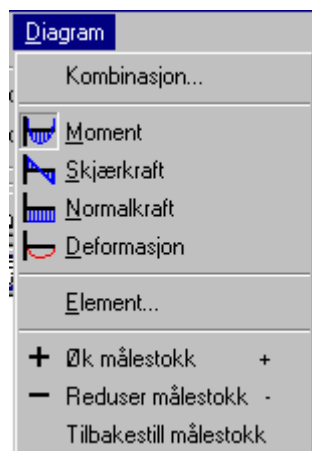 Diagram
Kombinasjon...
Moment
Skjærkraft
Normalkraft
Deformasjon
Element...
+ Øk målestokk +
− Reduser målestokk -
Tilbakestill målestokk